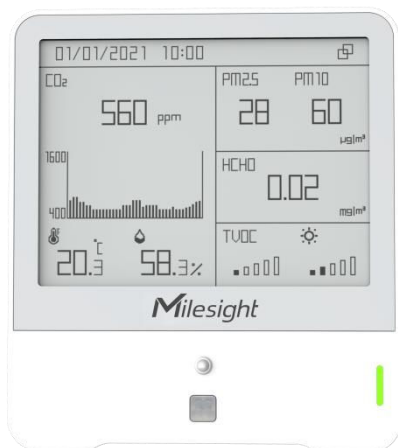 01/01/2021 10:00
CO₂
560 ppm
1600
400
20.3 °C
58.3%
PM2.5 PM10
28 60
µg/m³
HCHO
0.02
mg/m³
TVOC
Milesight